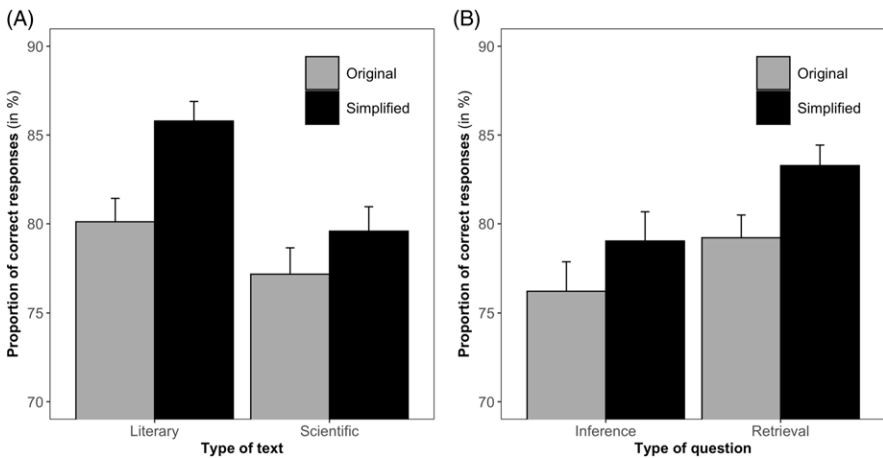 (A)
Proportion of correct responses (in %)
90
85
80
75
70
Original
Simplified
Literary
Scientific
Type of text
(B)
Proportion of correct responses (in %)
90
85
80
75
70
Original
Simplified
Inference
Retrieval
Type of question